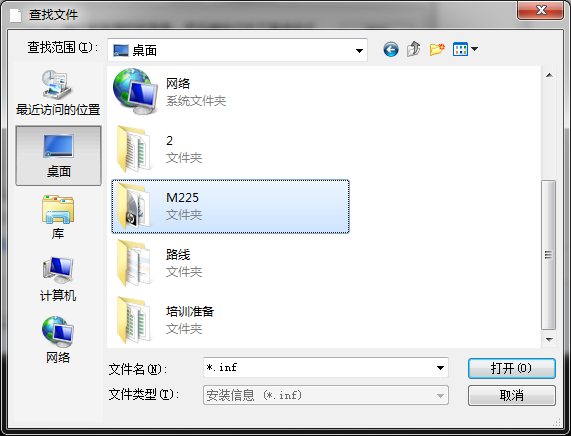 查找文件
查找范围(I):
桌面
最近访问的位置
桌面
库
计算机
网络
网络
系统文件夹
2
文件夹
M225
文件夹
路线
文件夹
培训准备
文件夹
文件名(N):
*.inf
打开(O)
文件类型(T):
安装信息 (*.inf)
取消